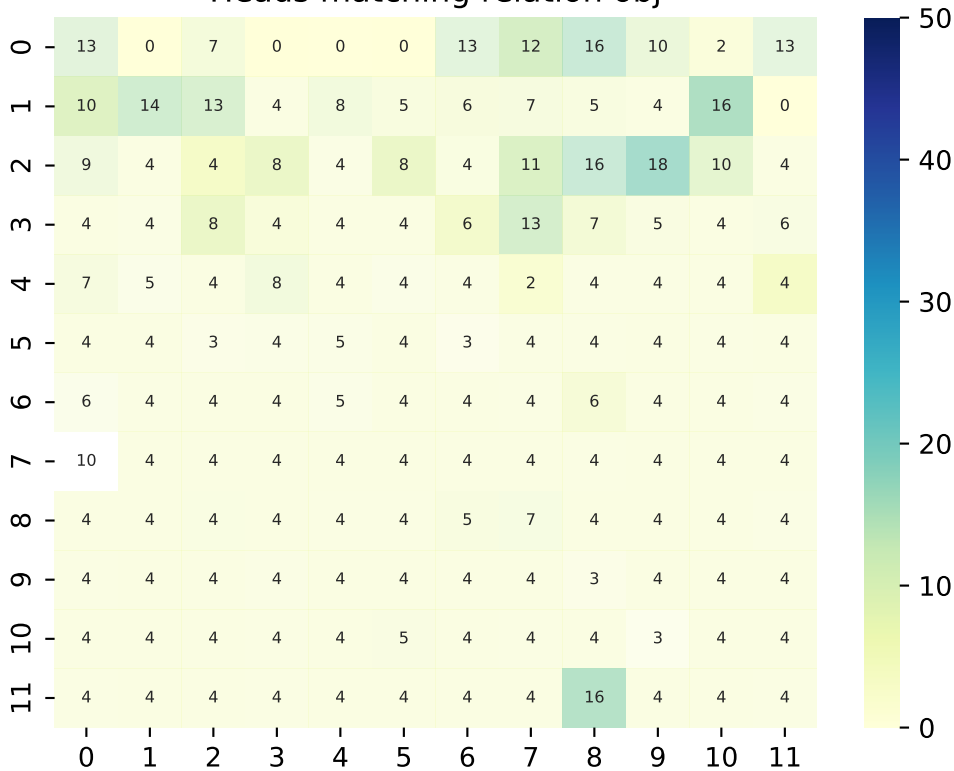 Heads matching relation obj
0 13 0 7 0 0 0 13 12 16 10 2 13
1 10 14 13 4 8 5 6 7 5 4 16 0
2 9 4 4 8 4 8 4 11 16 18 10 4
3 4 4 8 4 4 4 6 13 7 5 4 6
4 7 5 4 8 4 4 4 2 4 4 4 4
5 4 4 3 4 5 4 3 4 4 4 4 4
6 6 4 4 4 5 4 4 4 6 4 4 4
7 10 4 4 4 4 4 4 4 4 4 4 4
8 4 4 4 4 4 4 5 7 4 4 4 4
9 4 4 4 4 4 4 4 4 3 4 4 4
10 4 4 4 4 4 5 4 4 4 3 4 4
11 4 4 4 4 4 4 4 4 16 4 4 4
0 1 2 3 4 5 6 7 8 9 10 11
50
40
30
20
10
0